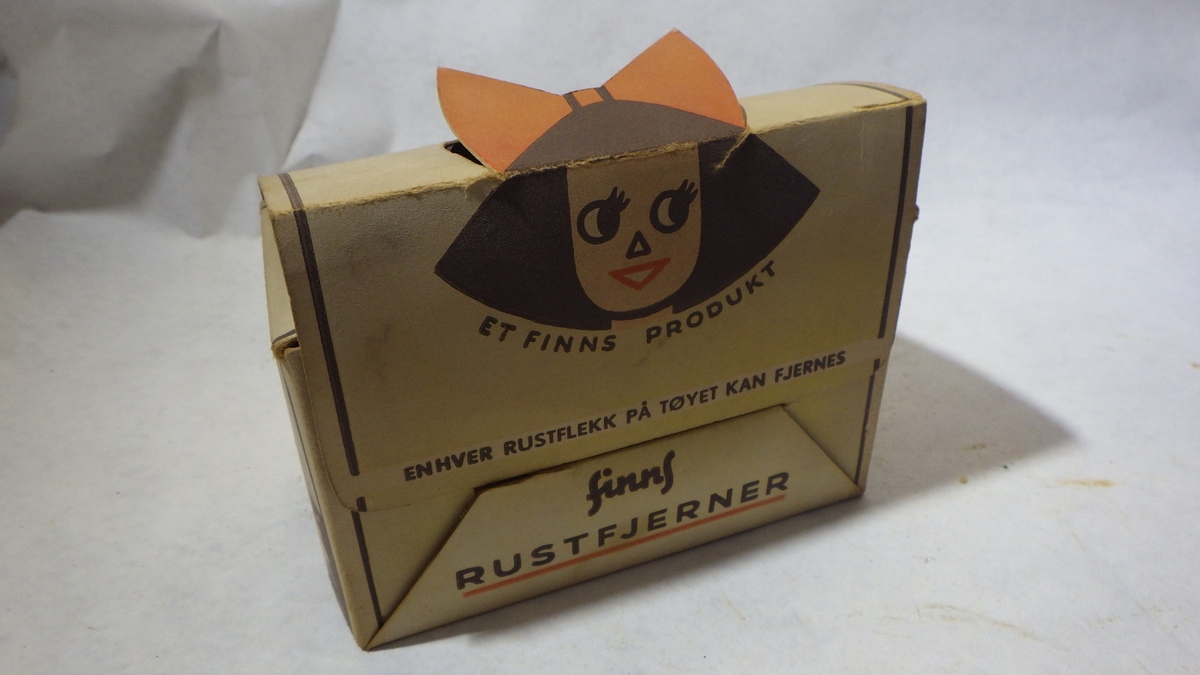 ET FINNS PRODUKT
ENHVER RUSTFLEKK PÅ TØYET KAN FJERNES
finns
RUSTFJERNER